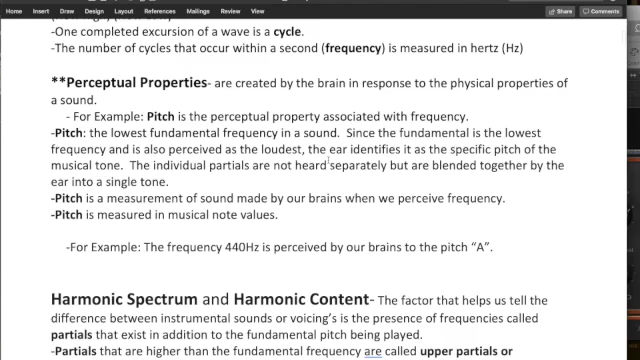 Home Insert Draw Design Layout References Mailings Review View Share Comments
-One completed excursion of a wave is a cycle.
-The number of cycles that occur within a second (frequency) is measured in hertz (Hz)
**Perceptual Properties- are created by the brain in response to the physical properties of
a sound.
- For Example: Pitch is the perceptual property associated with frequency.
-Pitch: the lowest fundamental frequency in a sound. Since the fundamental is the lowest
frequency and is also perceived as the loudest, the ear identifies it as the specific pitch of the
musical tone. The individual partials are not heard separately but are blended together by the
ear into a single tone.
-Pitch is a measurement of sound made by our brains when we perceive frequency.
-Pitch is measured in musical note values.
-For Example: The frequency 440Hz is perceived by our brains to the pitch “A”.
Harmonic Spectrum and Harmonic Content- The factor that helps us tell the
difference between instrumental sounds or voicing’s is the presence of frequencies called
partials that exist in addition to the fundamental pitch being played.
-Partials that are higher than the fundamental frequency are called upper partials or